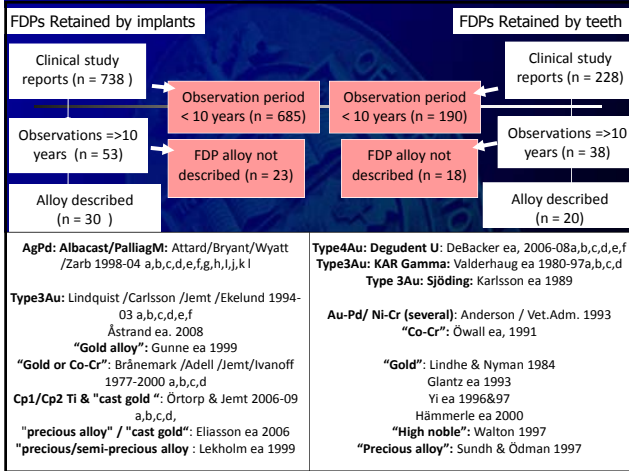 FDPs Retained by implants
FDPs Retained by teeth
Clinical study
reports (n = 738 )
Observation period
< 10 years (n = 685)
Observations =>10
years (n = 53)
FDP alloy not
described (n = 23)
Alloy described
(n = 30 )
Clinical study
reports (n = 228)
Observation period
< 10 years (n = 190)
Observations =>10
years (n = 38)
FDP alloy not
described (n = 18)
Alloy described
(n = 20)
AgPd: Albacast/PalliagM: Attard/Bryant/Wyatt
/Zarb 1998-04 a,b,c,d,e,f,g,h,I,j,k l
Type3Au: Lindquist /Carlsson /Jemt /Ekelund 1994-
03 a,b,c,d,e,f
Åstrand ea. 2008
“Gold alloy”: Gunne ea 1999
“Gold or Co-Cr”: Brånemark /Adell /Jemt/Ivanoff
1977-2000 a,b,c,d
Cp1/Cp2 Ti & "cast gold “ : Örtorp & Jemt 2006-09
a,b,c,d,
"precious alloy" / "cast gold“: Eliasson ea 2006
"precious/semi-precious alloy : Lekholm ea 1999
Type4Au: Degudent U: DeBacker ea, 2006-08a,b,c,d,e,f
Type3Au: KAR Gamma: Valderhaug ea 1980-97a,b,c,d
Type 3Au: Sjöding: Karlsson ea 1989
Au-Pd/ Ni-Cr (several): Anderson / Vet.Adm. 1993
“Co-Cr”: Öwall ea, 1991
“Gold”: Lindhe & Nyman 1984
Glantz ea 1993
Yi ea 1996&97
Hämmerle ea 2000
“High noble”: Walton 1997
“Precious alloy”: Sundh & Ödman 1997